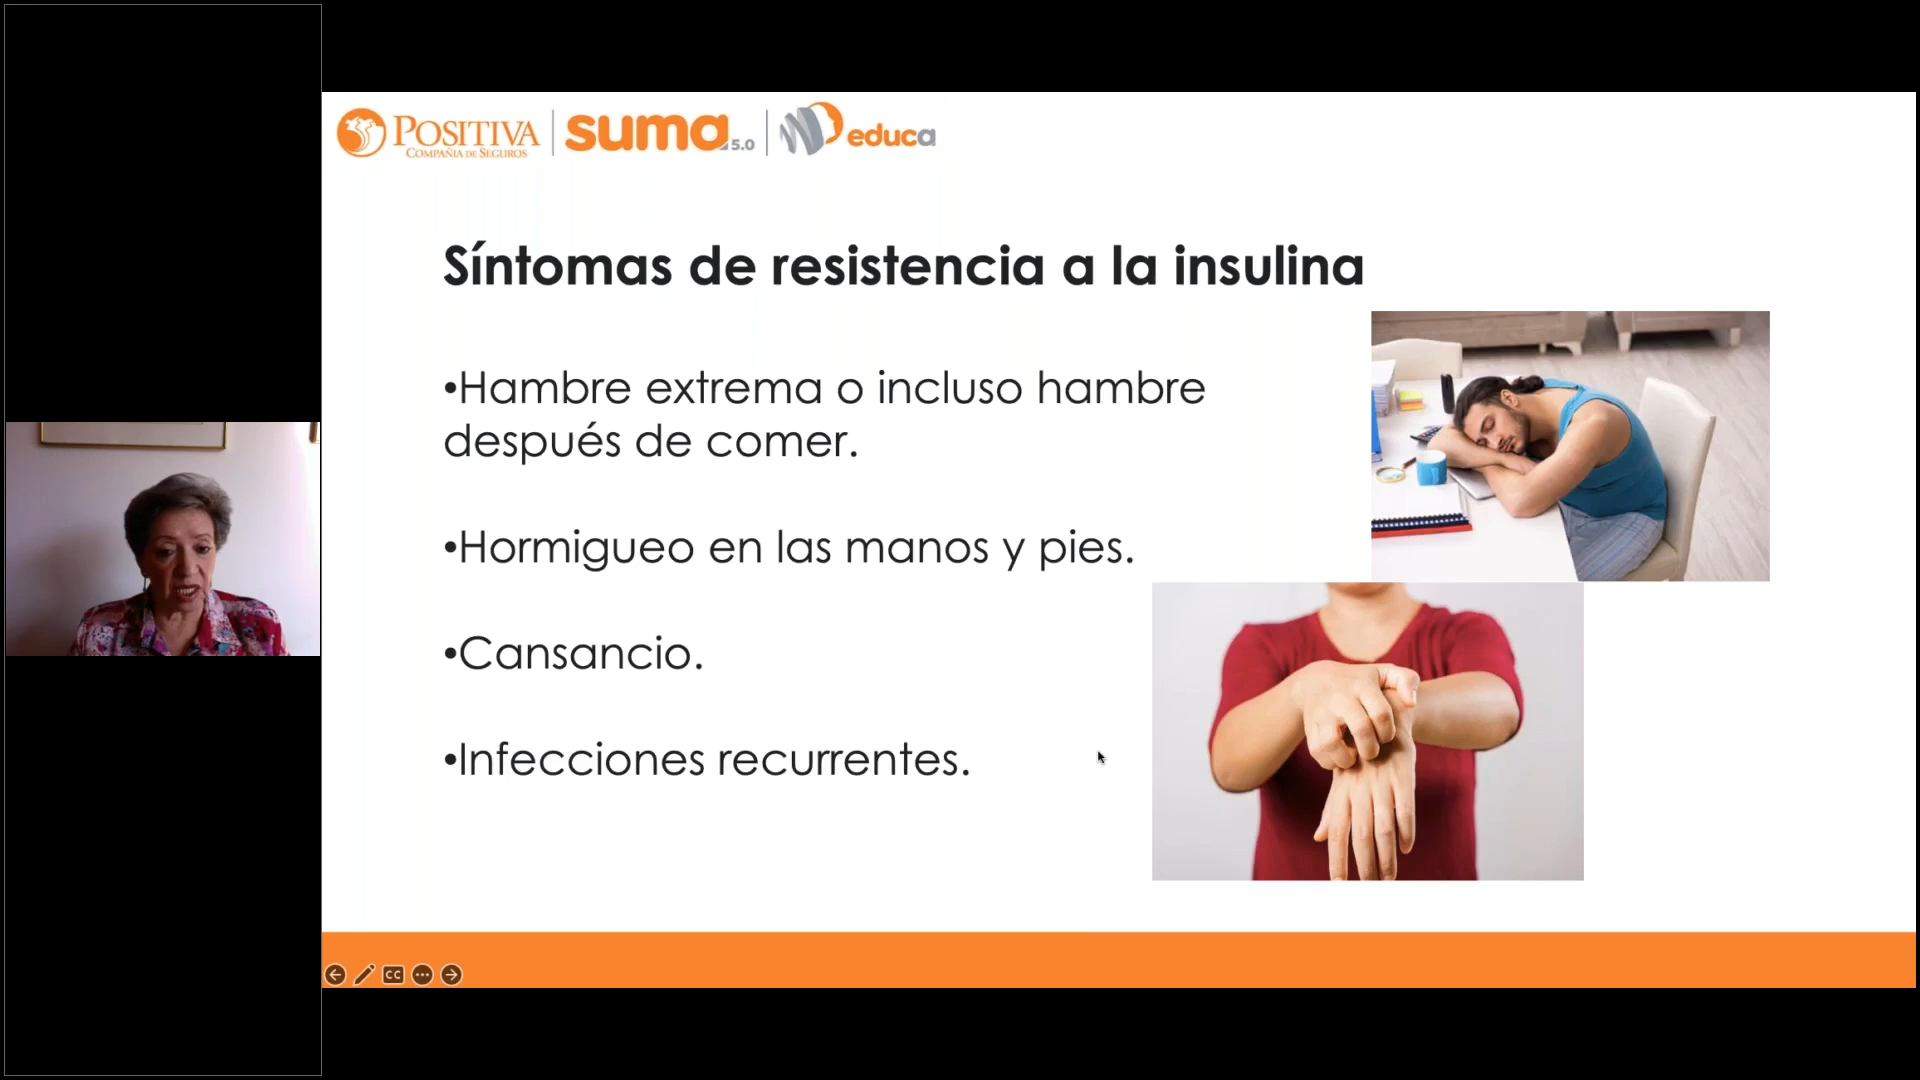 POSITIVA
COMPAÑIA DE SEGUROS
suma 5.0
educa
Síntomas de resistencia a la insulina
•Hambre extrema o incluso hambre
después de comer.
•Hormigueo en las manos y pies.
•Cansancio.
•Infecciones recurrentes.
CC